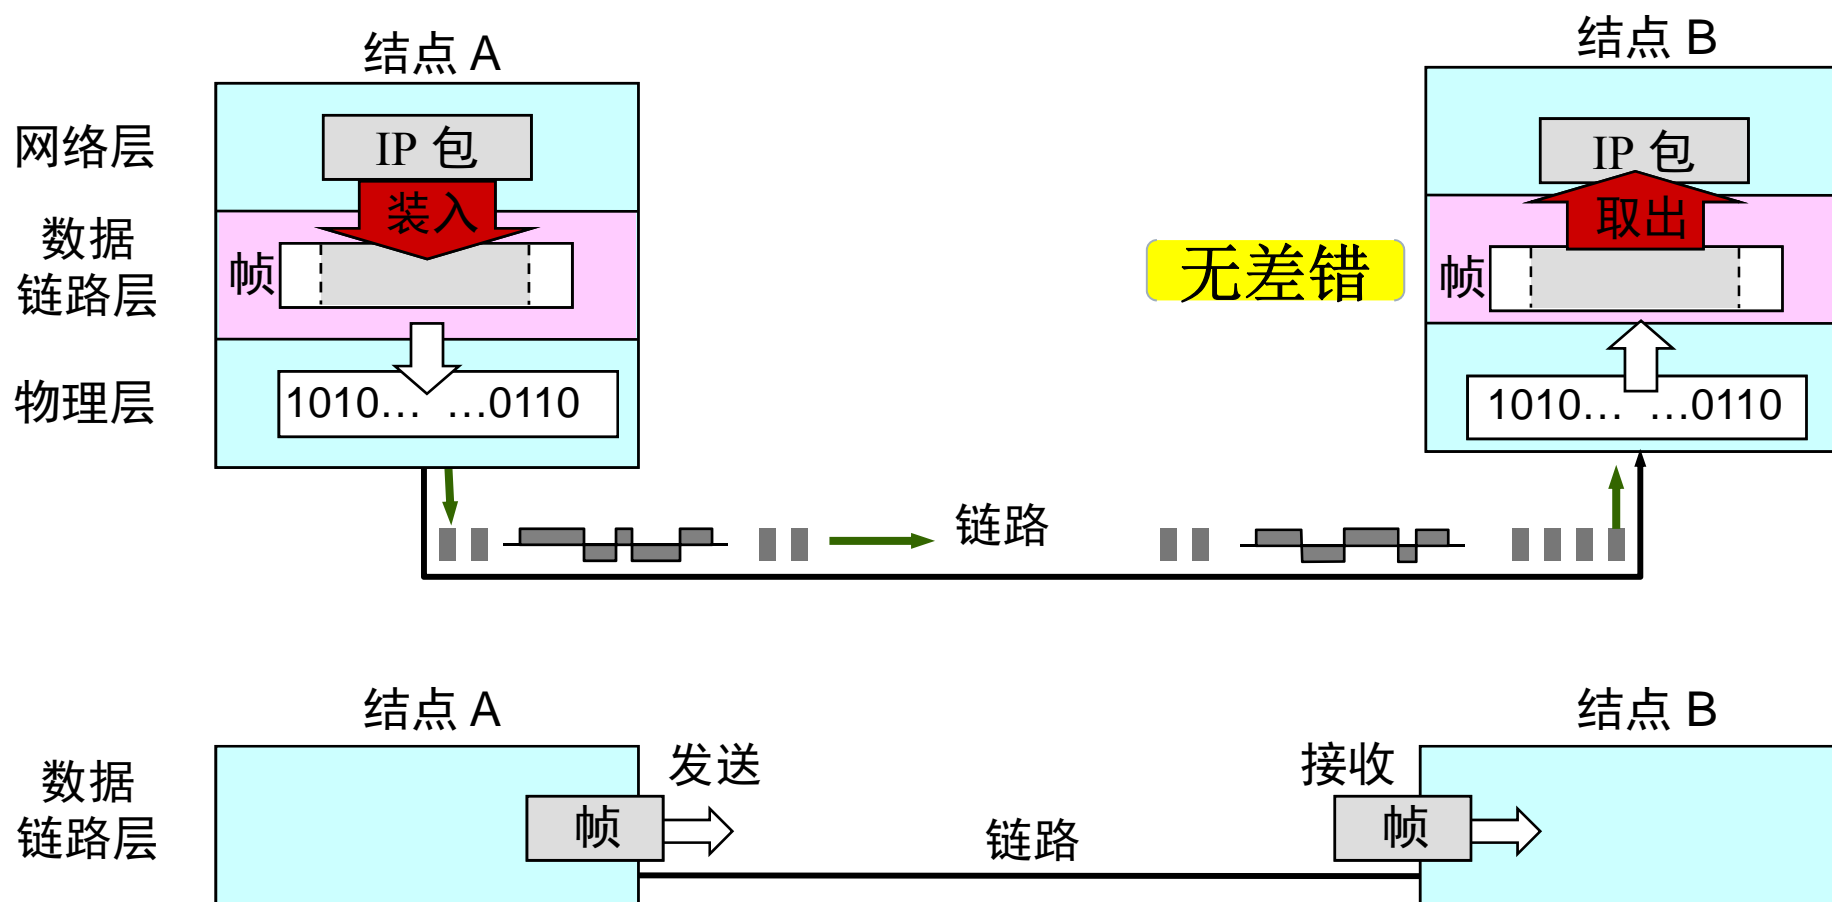 结点 A
结点 B
网络层
IP 包
IP 包
装入
取出
数据
链路层
帧
无差错
帧
物理层
1010… …0110
1010… …0110
链路
结点 A
结点 B
数据
链路层
发送
接收
帧
链路
帧